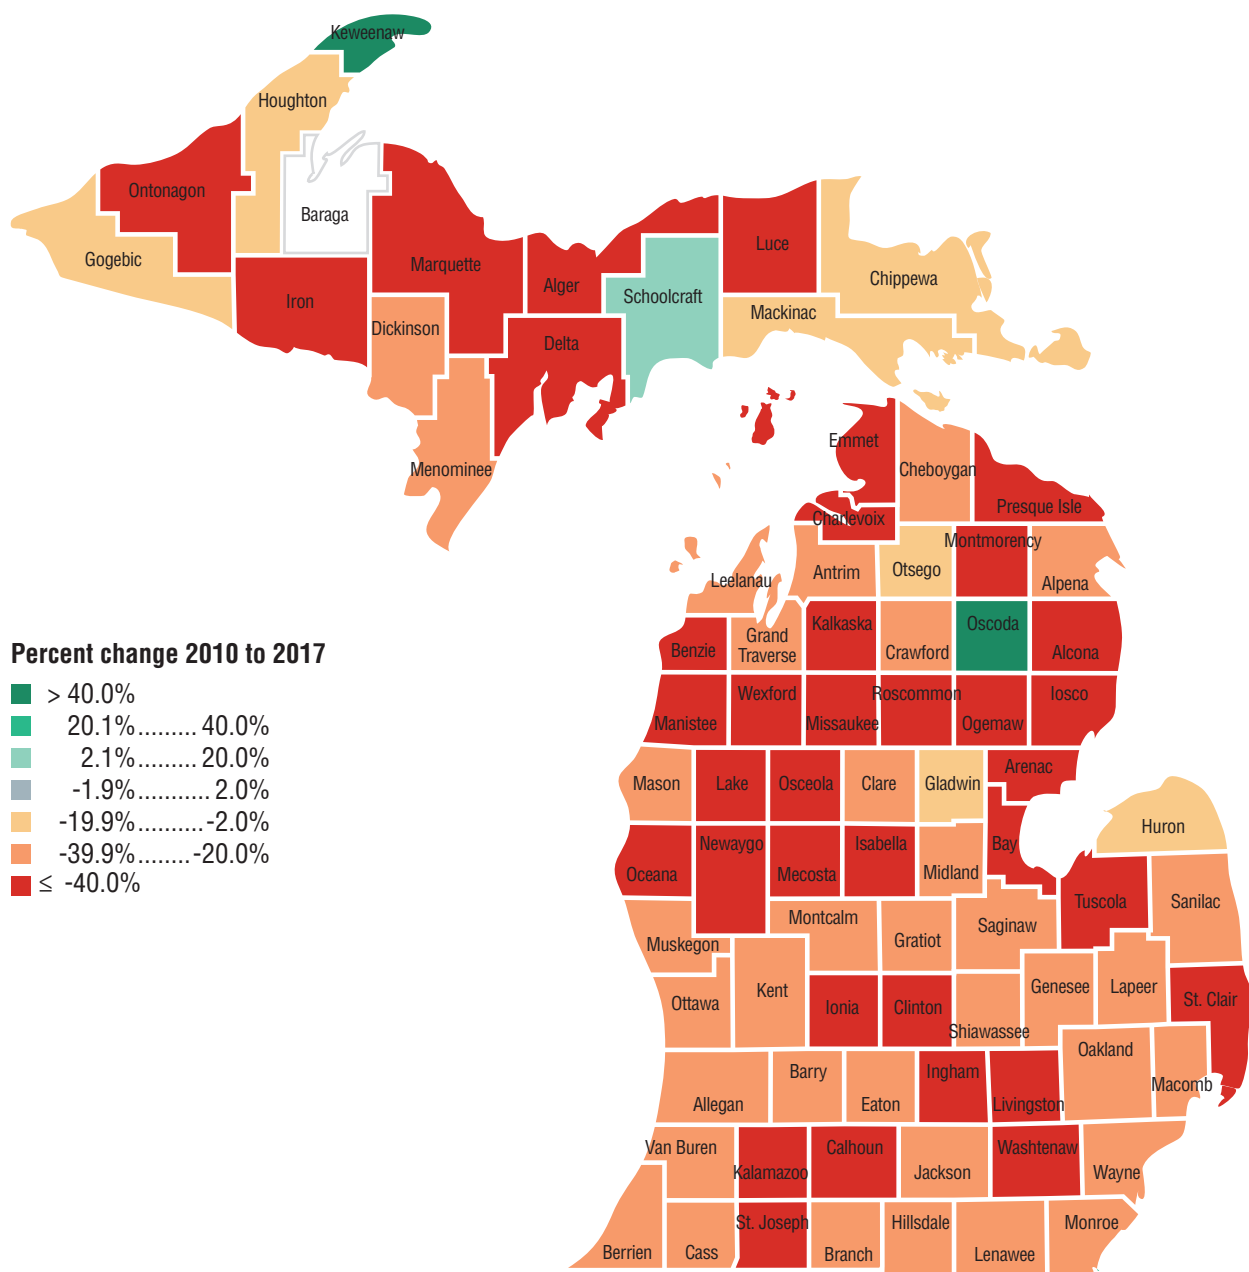 Keweenaw
Houghton
Ontonagon
Baraga
Gogebic
Iron
Marquette
Dickinson
Alger
Schoolcraft
Luce
Chippewa
Mackinac
Delta
Menominee
Emmet
Cheboygan
Presque Isle
Charlevoix
Montmorency
Leelanau
Antrim
Otsego
Alpena
Percent change 2010 to 2017
> 40.0%
20.1%......... 40.0%
2.1%......... 20.0%
-1.9%........... 2.0%
-19.9%..........-2.0%
-39.9%........-20.0%
≤ -40.0%
Benzie
Grand
Traverse
Kalkaska
Crawford
Oscoda
Alcona
Manistee
Wexford
Missaukee
Roscommon
Ogemaw
Iosco
Mason
Lake
Osceola
Clare
Gladwin
Arenac
Huron
Oceana
Newaygo
Mecosta
Isabella
Midland
Bay
Tuscola
Sanilac
Muskegon
Montcalm
Gratiot
Saginaw
Ottawa
Kent
Ionia
Clinton
Shiawassee
Genesee
Lapeer
St. Clair
Allegan
Barry
Eaton
Ingham
Livingston
Oakland
Macomb
Van Buren
Kalamazoo
Calhoun
Jackson
Washtenaw
Wayne
Berrien
Cass
St. Joseph
Branch
Hillsdale
Lenawee
Monroe